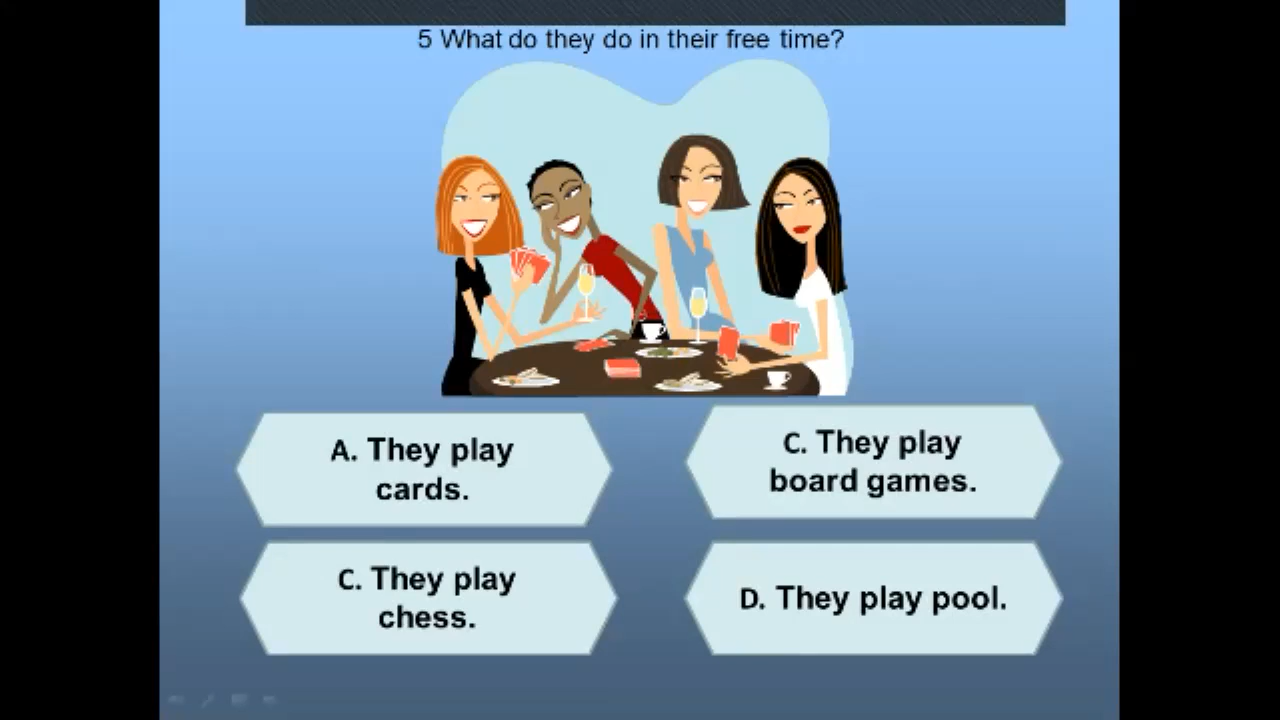 5 What do they do in their free time?
A. They play
cards.
C. They play
board games.
C. They play
chess.
D. They play pool.